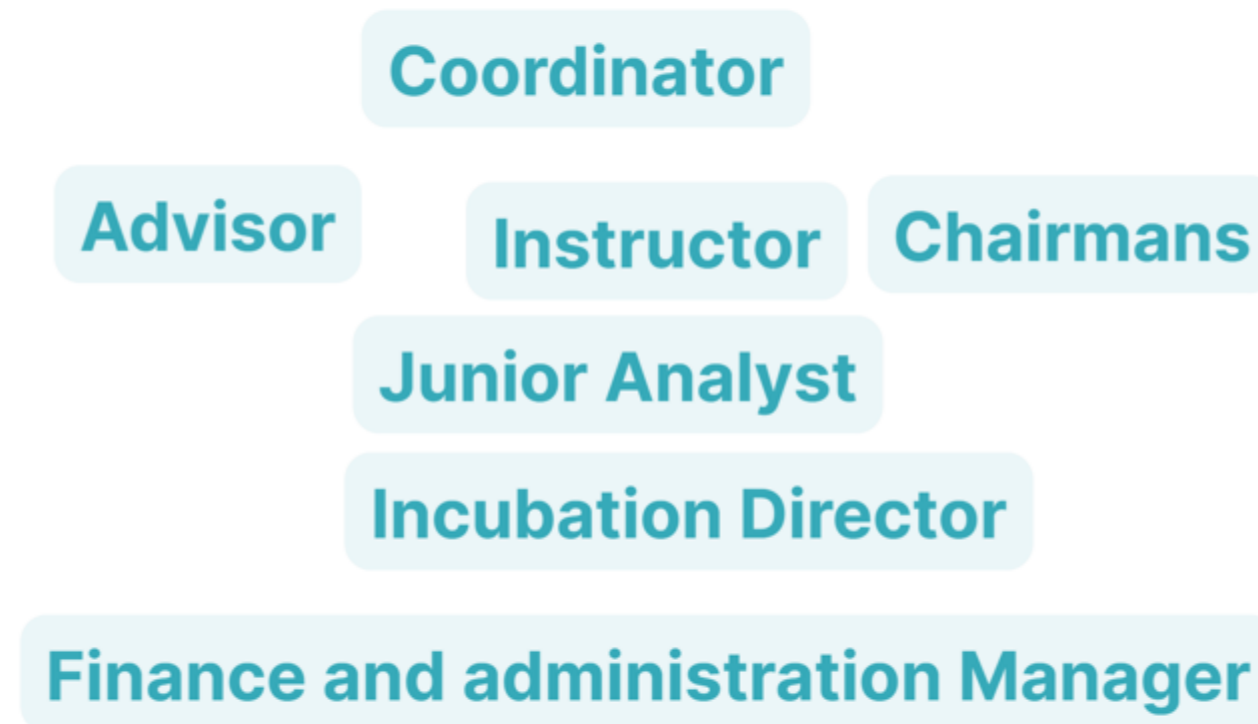 Coordinator
Advisor
Instructor
Chairmans
Junior Analyst
Incubation Director
Finance and administration Manager